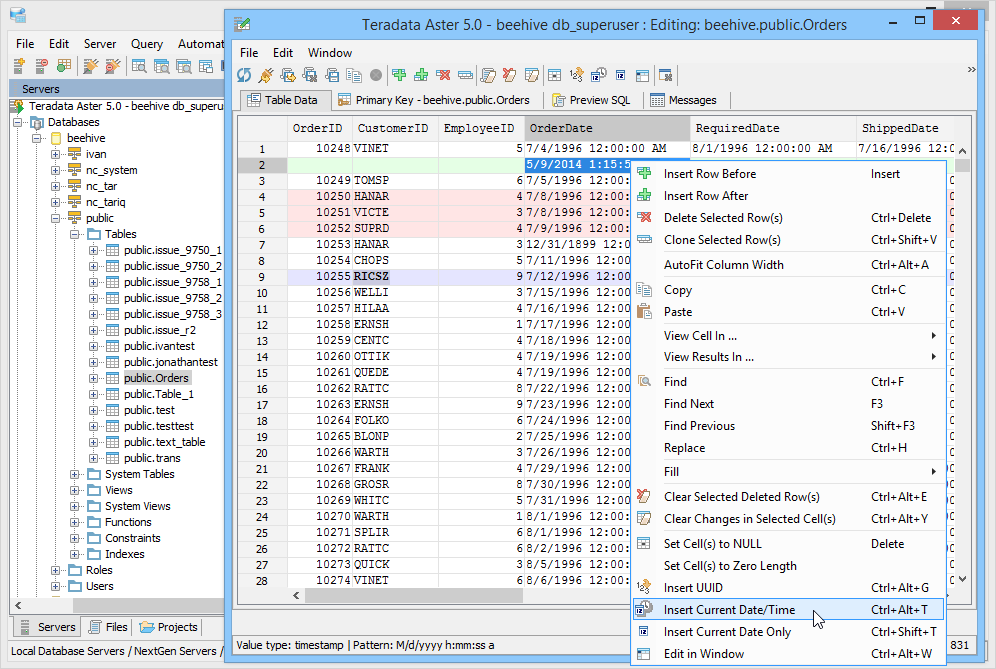 Teradata Aster 5.0 - beehive db_superuser : Editing: beehive.public.Orders
File Edit Server Query Automat
Servers
Teradata Aster 5.0 - beehive db_superu
Databases
beehive
ivan
nc_system
nc_tar
nc_tariq
public
Tables
public.issue_9750_1
public.issue_9750_2
public.issue_9758_1
public.issue_9758_2
public.issue_9758_3
public.issue_r2
public.ivantest
public.jonathantest
public.Orders
public.Table_1
public.test
public.testtest
public.text_table
public.trans
System Tables
Views
System Views
Functions
Constraints
Indexes
Roles
Users
Servers Files Projects
Local Database Servers / NextGen Servers /
File Edit Window
Table Data Primary Key - beehive.public.Orders Preview SQL Messages
OrderID CustomerID EmployeeID OrderDate RequiredDate ShippedDate
1 10248 VINET 5 7/4/1996 12:00:00 AM 8/1/1996 12:00:00 AM 7/16/1996 12:0
2 5/9/2014 1:15:5
3 10249 TOMSP 6 7/5/1996 12:00:
4 10250 HANAR 4 7/8/1996 12:00:
5 10251 VICTE 3 7/8/1996 12:00:
6 10252 SUPRD 4 7/9/1996 12:00:
7 10253 HANAR 3 12/31/1899 12:0
8 10254 CHOPS 5 7/11/1996 12:00
9 10255 RICSZ 9 7/12/1996 12:00
10 10256 WELLI 3 7/15/1996 12:00
11 10257 HILAA 4 7/16/1996 12:00
12 10258 ERNSH 1 7/17/1996 12:00
13 10259 CENTC 4 7/18/1996 12:00
14 10260 OTTIK 4 7/19/1996 12:00
15 10261 QUEDE 4 7/19/1996 12:00
16 10262 RATTC 8 7/22/1996 12:00
17 10263 ERNSH 9 7/23/1996 12:00
18 10264 FOLKO 6 7/24/1996 12:00
19 10265 BLONP 2 7/25/1996 12:00
20 10266 WARTH 3 7/26/1996 12:00
21 10267 FRANK 4 7/29/1996 12:00
22 10268 GROSR 8 7/30/1996 12:00
23 10269 WHITC 5 7/31/1996 12:00
24 10270 WARTH 1 8/1/1996 12:00:
25 10271 SPLIR 6 8/1/1996 12:00:
26 10272 RATTC 6 8/2/1996 12:00:
27 10273 QUICK 3 8/5/1996 12:00:
28 10274 VINET 6 8/6/1996 12:00:
Insert Row Before Insert
Insert Row After
Delete Selected Row(s) Ctrl+Delete
Clone Selected Row(s) Ctrl+Shift+V
AutoFit Column Width Ctrl+Alt+A
Copy Ctrl+C
Paste Ctrl+V
View Cell In ...
View Results In ...
Find Ctrl+F
Find Next F3
Find Previous Shift+F3
Replace Ctrl+H
Fill
Clear Selected Deleted Row(s) Ctrl+Alt+E
Clear Changes in Selected Cell(s) Ctrl+Alt+Y
Set Cell(s) to NULL Delete
Set Cell(s) to Zero Length
Insert UUID Ctrl+Alt+G
Insert Current Date/Time Ctrl+Alt+T
Insert Current Date Only Ctrl+Shift+T
Edit in Window Ctrl+Alt+W
Value type: timestamp | Pattern: M/d/yyyy h:mm:ss a
831